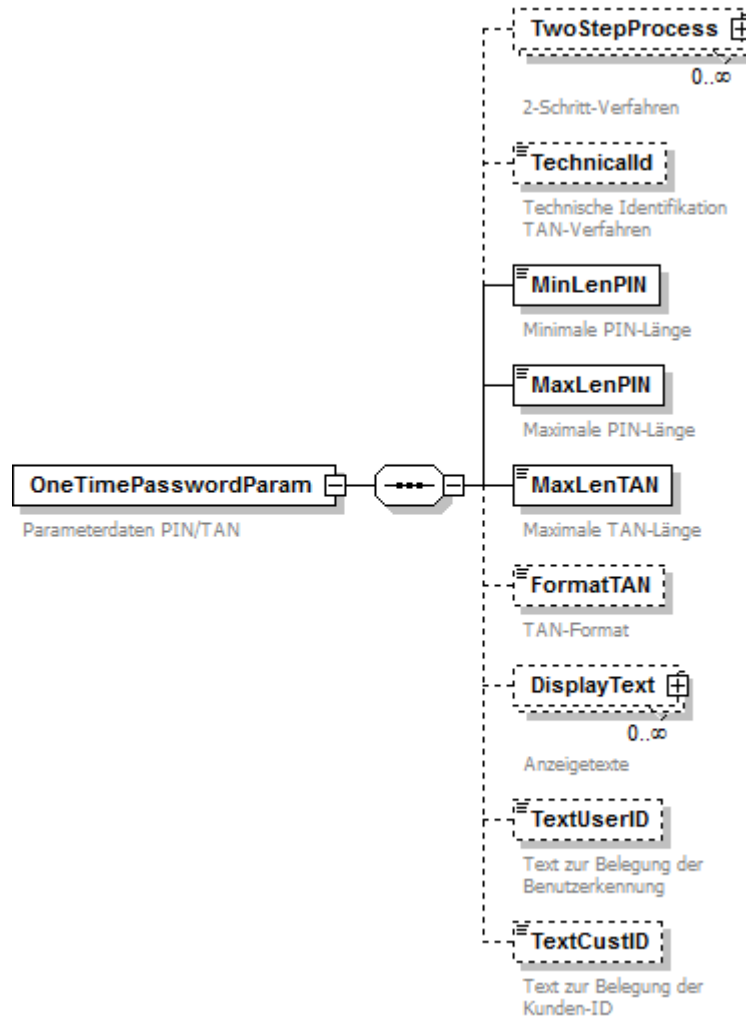 TwoStepProcess
0..∞
2-Schritt-Verfahren
TechnicalId
Technische Identifikation
TAN-Verfahren
MinLenPIN
Minimale PIN-Länge
MaxLenPIN
Maximale PIN-Länge
OneTimePasswordParam
Parameterdaten PIN/TAN
MaxLenTAN
Maximale TAN-Länge
FormatTAN
TAN-Format
DisplayText
0..∞
Anzeigetexte
TextUserID
Text zur Belegung der
Benutzerkennung
TextCustID
Text zur Belegung der
Kunden-ID